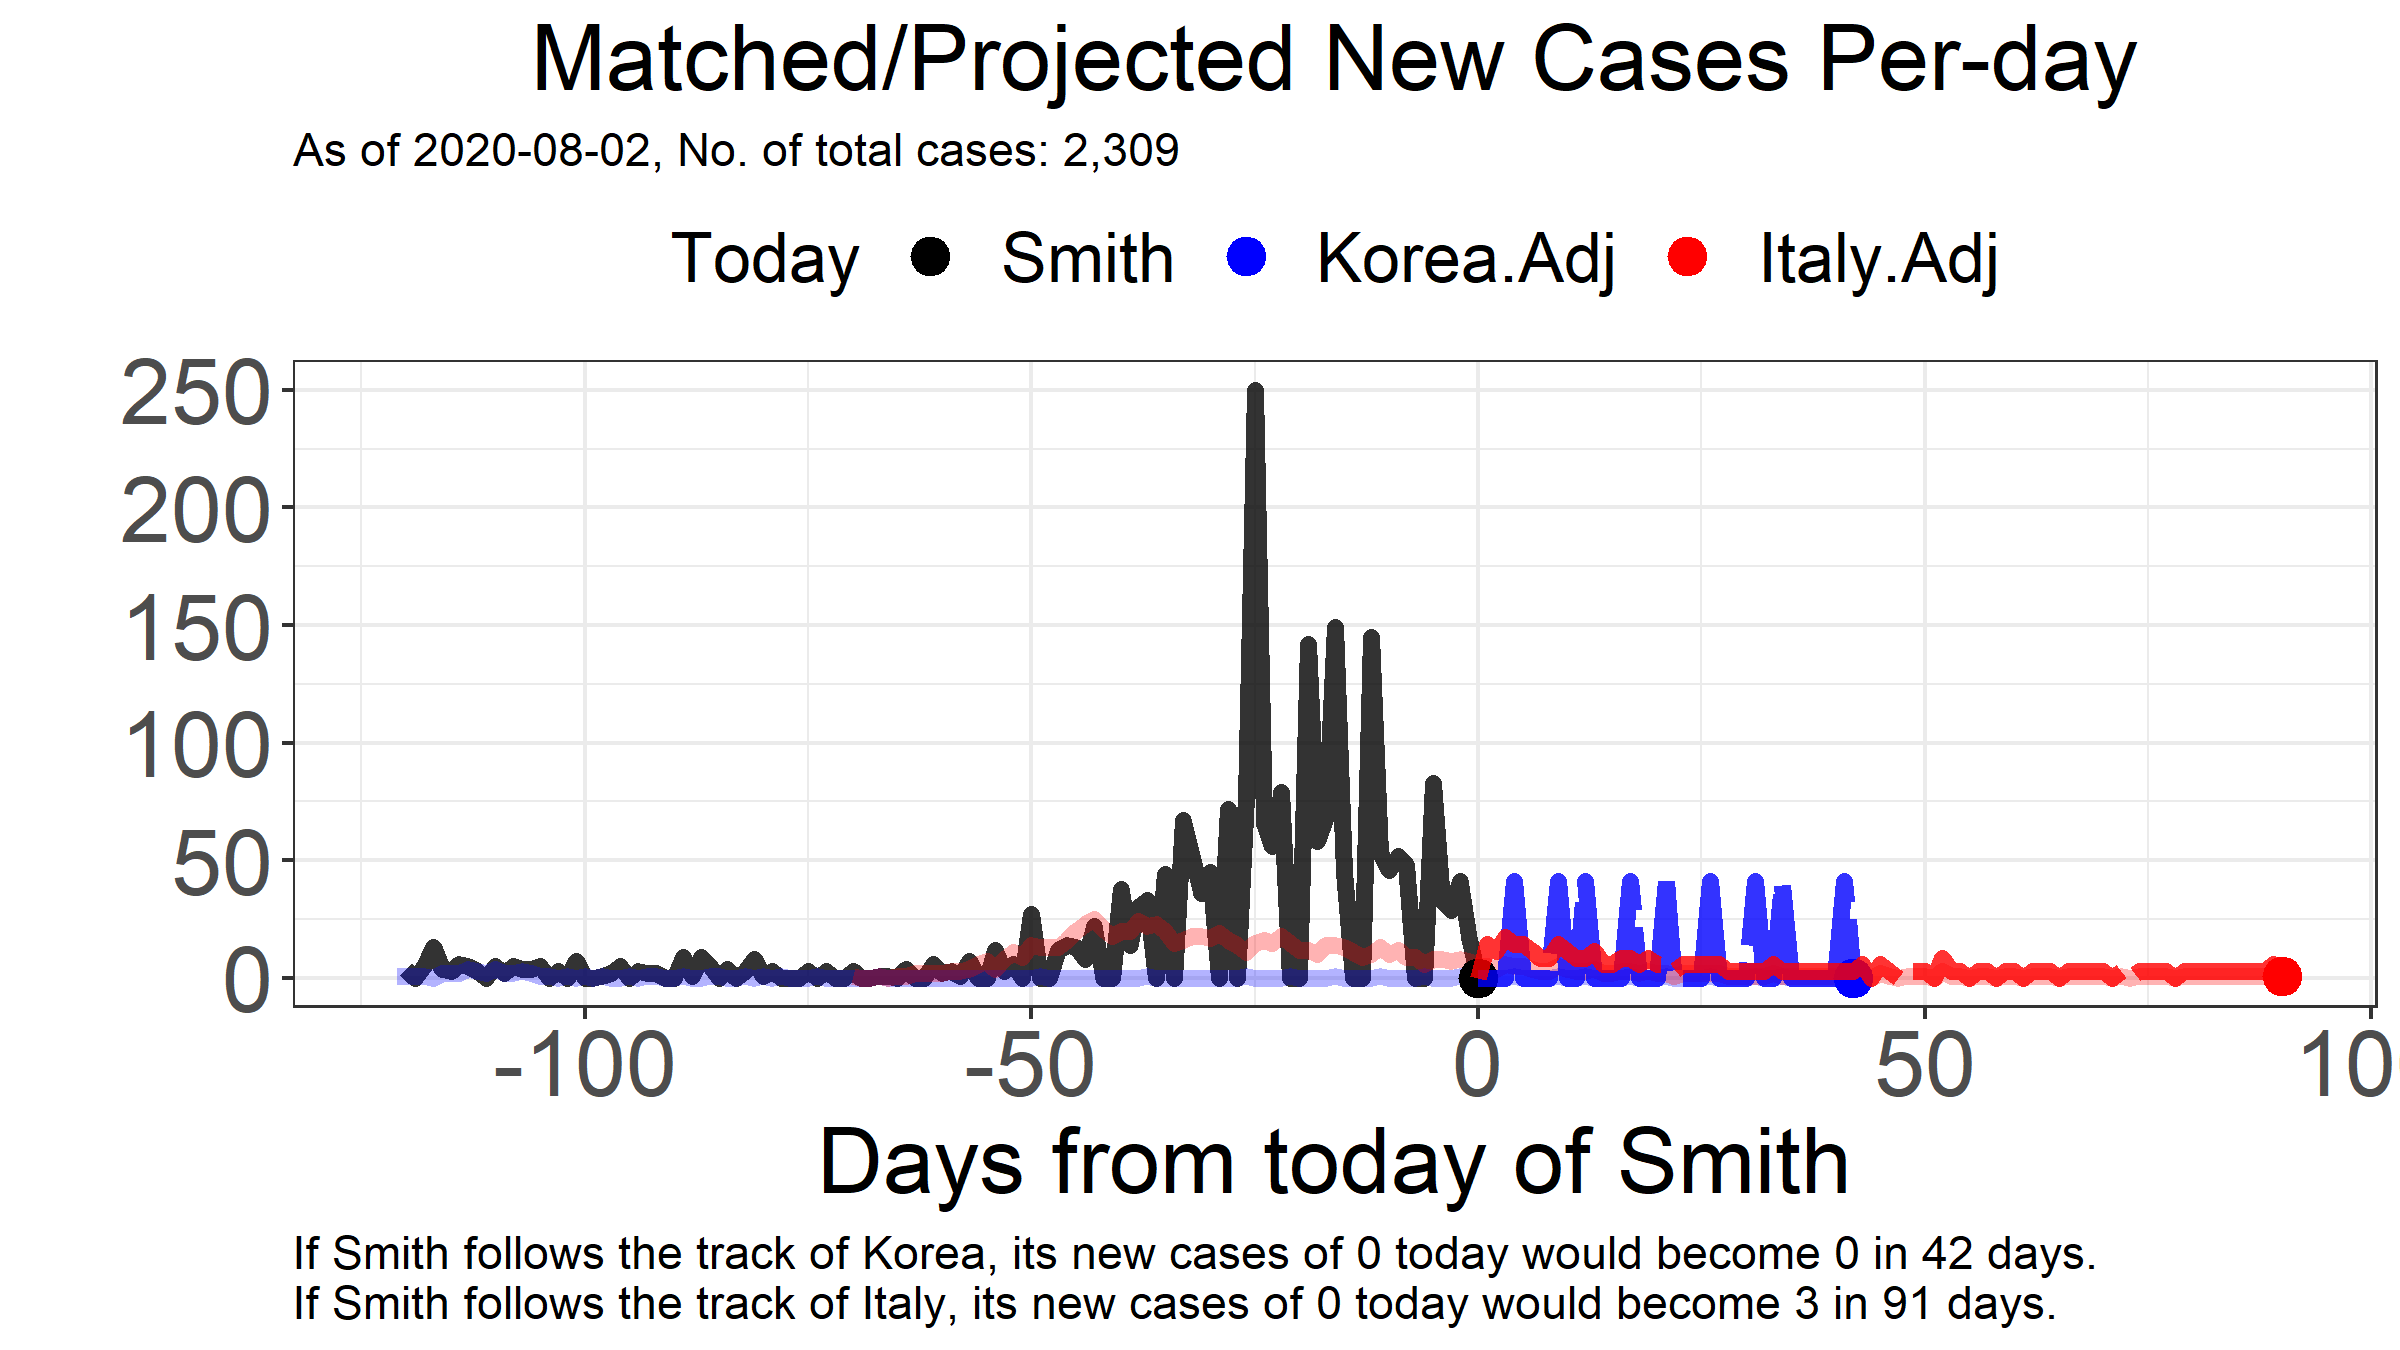 Matched/Projected New Cases Per-day
As of 2020-08-02, No. of total cases: 2,309
Today Smith Korea.Adj Italy.Adj
250
200
150
100
50
0
-100 -50 0 50 10
Days from today of Smith
If Smith follows the track of Korea, its new cases of 0 today would become 0 in 42 days.
If Smith follows the track of Italy, its new cases of 0 today would become 3 in 91 days.